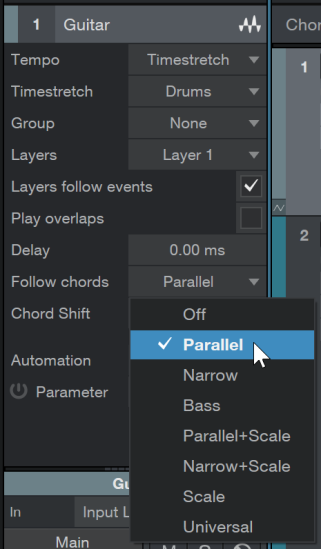 1 Guitar
Chor
Tempo Timestretch
1
Timestretch Drums
Group None
Layers Layer 1
Layers follow events
Play overlaps
2
Delay 0.00 ms
Follow chords Parallel
Chord Shift
Off
Parallel
Automation
Narrow
Parameter
Bass
Parallel+Scale
Narrow+Scale
Gu
Scale
In Input L
Universal
Main M S